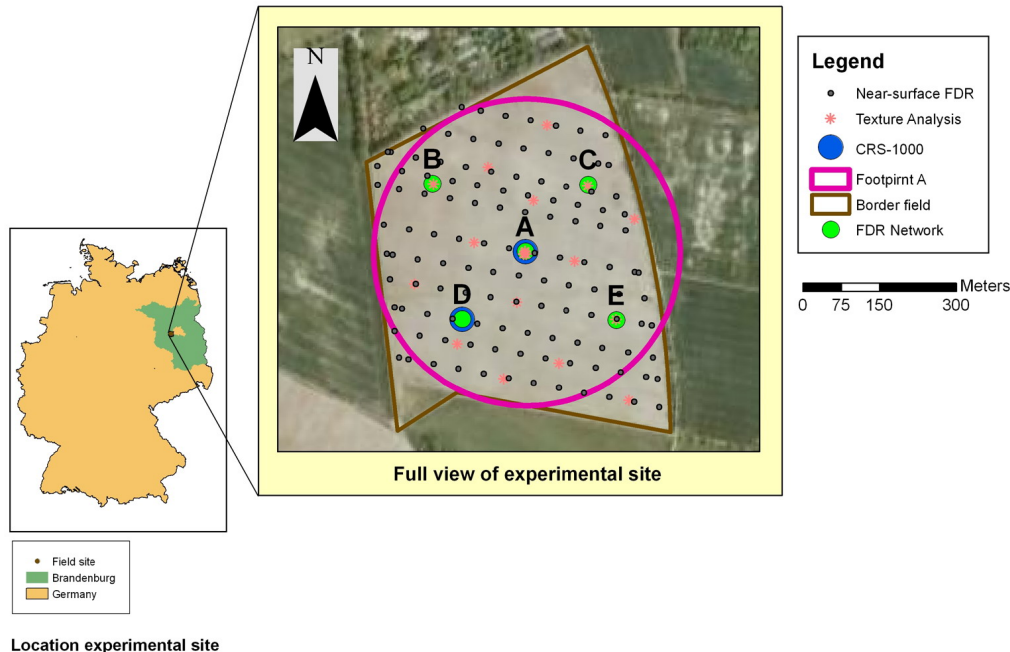 N
B
C
A
D
E
Full view of experimental site
Legend
Near-surface FDR
Texture Analysis
CRS-1000
Footpirnt A
Border field
FDR Network
0 75 150 300 Meters
Field site
Brandenburg
Germany
Location experimental site